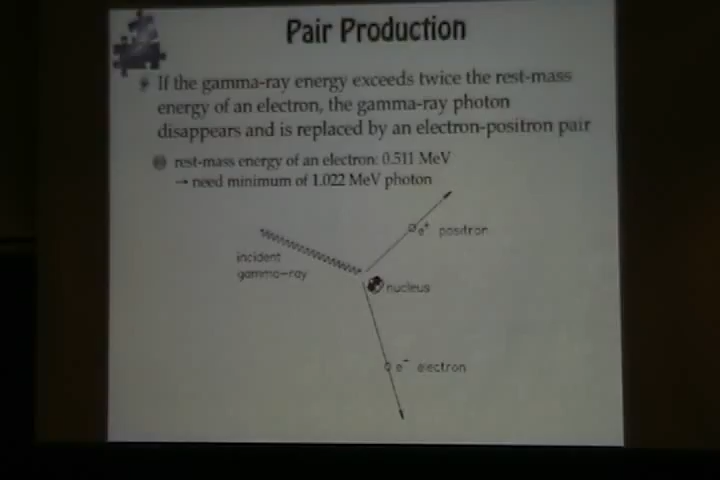 Pair Production
If the gamma-ray energy exceeds twice the rest-mass
energy of an electron, the gamma-ray photon
disappears and is replaced by an electron-positron pair
rest-mass energy of an electron: 0.511 MeV
→ need minimum of 1.022 MeV photon
e⁺ positron
incident
gamma-ray
nucleus
e⁻ electron